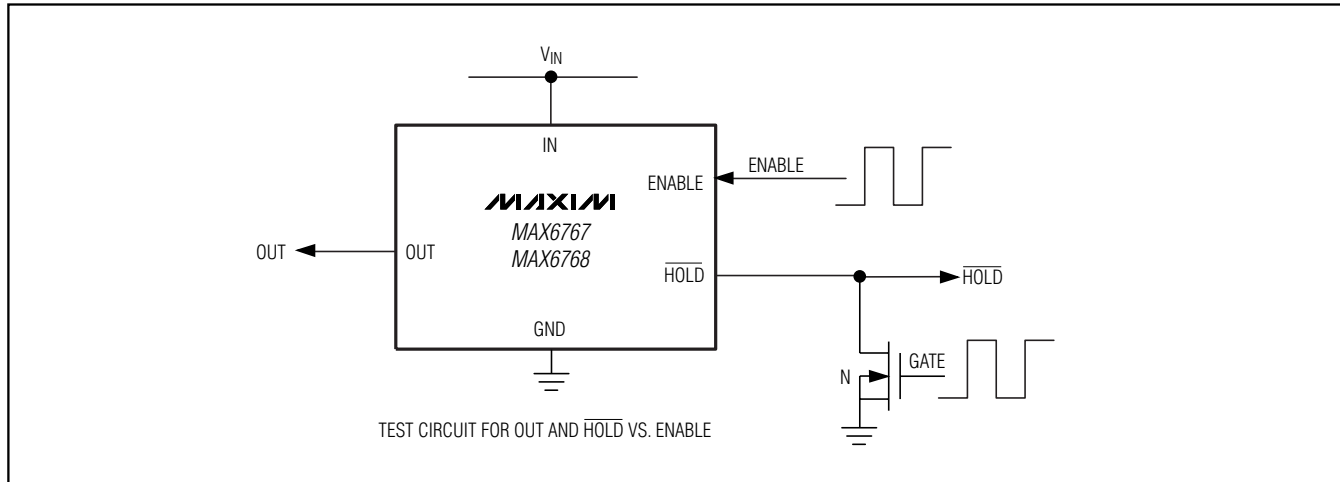 VIN
IN
ENABLE
ENABLE
MAXIM
MAX6767
MAX6768
OUT
OUT
HOLD
HOLD
GND
GATE
N
TEST CIRCUIT FOR OUT AND HOLD VS. ENABLE